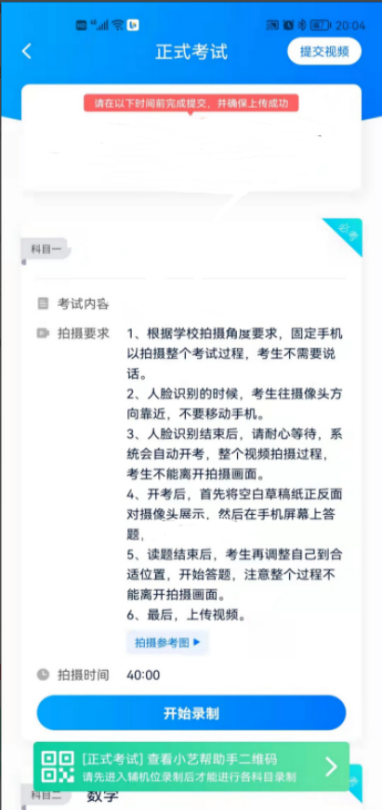 20:04
正式考试
提交视频
请在以下时间前完成提交，并确保上传成功
必考
科目一
考试内容
拍摄要求
1、根据学校拍摄角度要求，固定手机
以拍摄整个考试过程，考生不需要说
话。
2、人脸识别的时候，考生往摄像头方
向靠近，不要移动手机。
3、人脸识别结束后，请耐心等待，系
统会自动开考，整个视频拍摄过程，
考生不能离开拍摄画面。
4、开考后，首先将空白草稿纸正反面
对摄像头展示，然后在手机屏幕上答
题，
5、读题结束后，考生再调整自己到合
适位置，开始答题，注意整个过程不
能离开拍摄画面。
6、最后，上传视频。
拍摄参考图
拍摄时间
40:00
开始录制
[正式考试] 查看小艺帮助手二维码
请先进入辅机位录制后才能进行各科目录制
科目二
数学